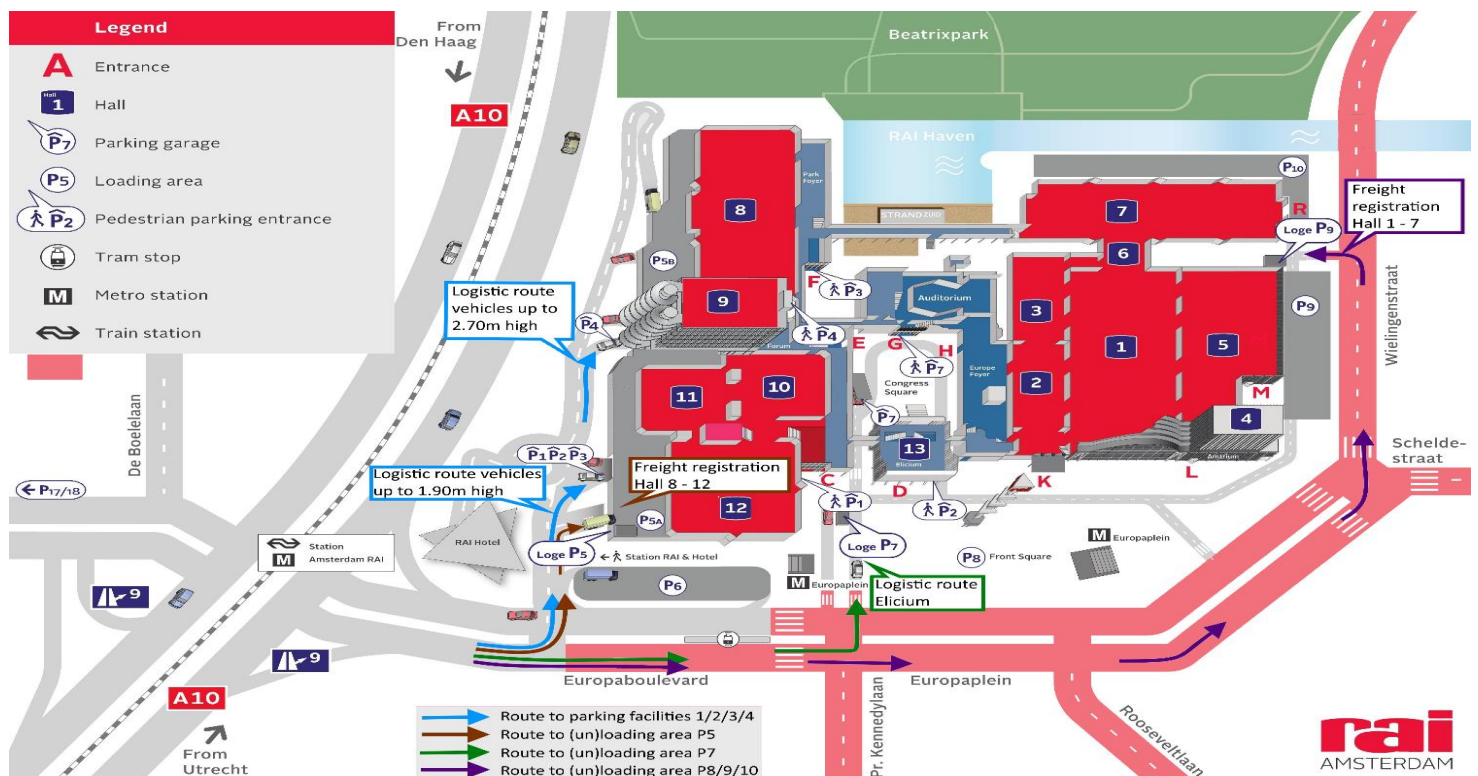 Legend
A Entrance
Hall 1 Hall
P7 Parking garage
P5 Loading area
P2 Pedestrian parking entrance
Tram stop
M Metro station
Train station
From
Den Haag
A10
Beatrixpark
RAI Haven
STRAND ZUID
Park
Foyer
8
7
P10
R
Freight
registration
Hall 1 - 7
Loge P9
6
P5B
F
P3
Auditorium
9
3
P9
Logistic route
vehicles up to
2.70m high
P4
P4
Forum
E
G
H
P7
1
5
M
Wielingenstraat
Europe
Foyer
Congress
Square
2
11
10
P7
M
4
13
Elicium
Amtrium
De Boelelaan
P1 P2 P3
Logistic route vehicles
up to 1.90m high
Freight registration
Hall 8 - 12
C
D
K
L
Schelde-
straat
P17/18
12
P1
P2
P5A
RAI Hotel
Station
M Amsterdam RAI
Loge P5
Station RAI & Hotel
Loge P7
P8 Front Square
M Europaplein
9
P6
M Europaplein
Logistic route
Elicium
9
Europaboulevard
Europaplein
A10
From
Utrecht
Pr. Kennedylaan
Rooseveltlaan
Route to parking facilities 1/2/3/4
Route to (un)loading area P5
Route to (un)loading area P7
Route to (un)loading area P8/9/10
rai
AMSTERDAM